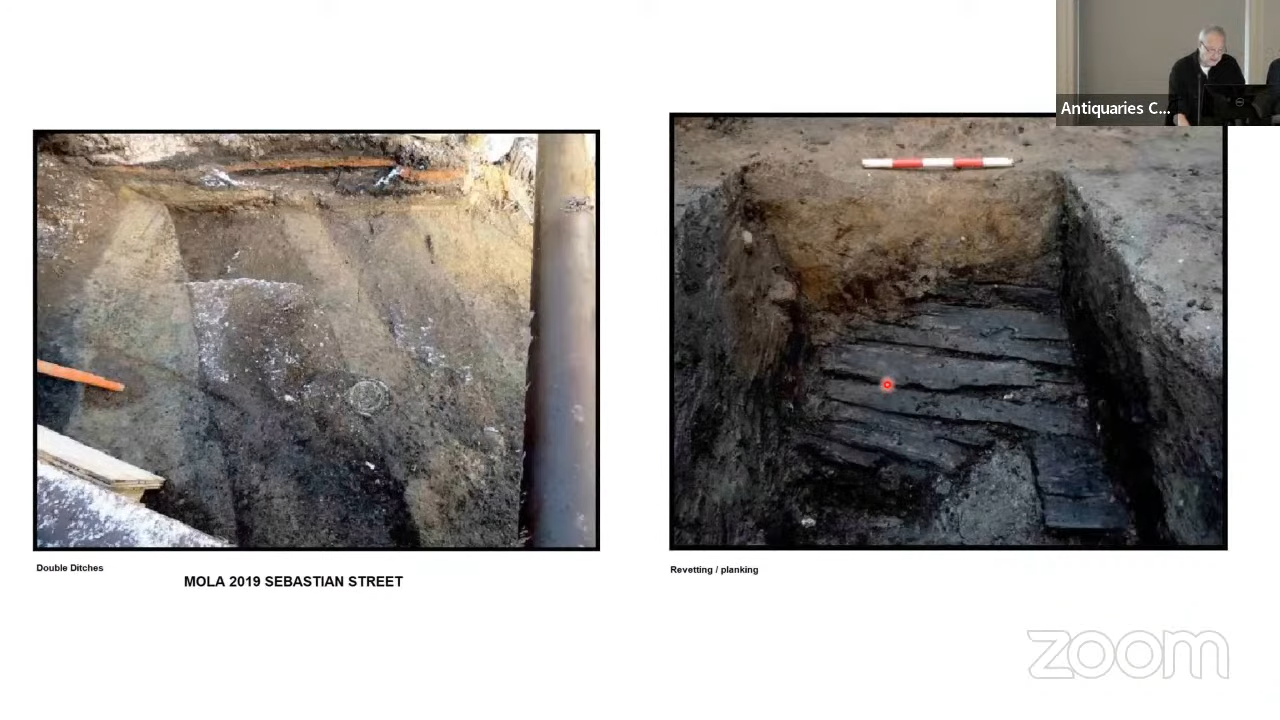 Antiquaries C...
Double Ditches
MOLA 2019 SEBASTIAN STREET
Revetting / planking
zoom